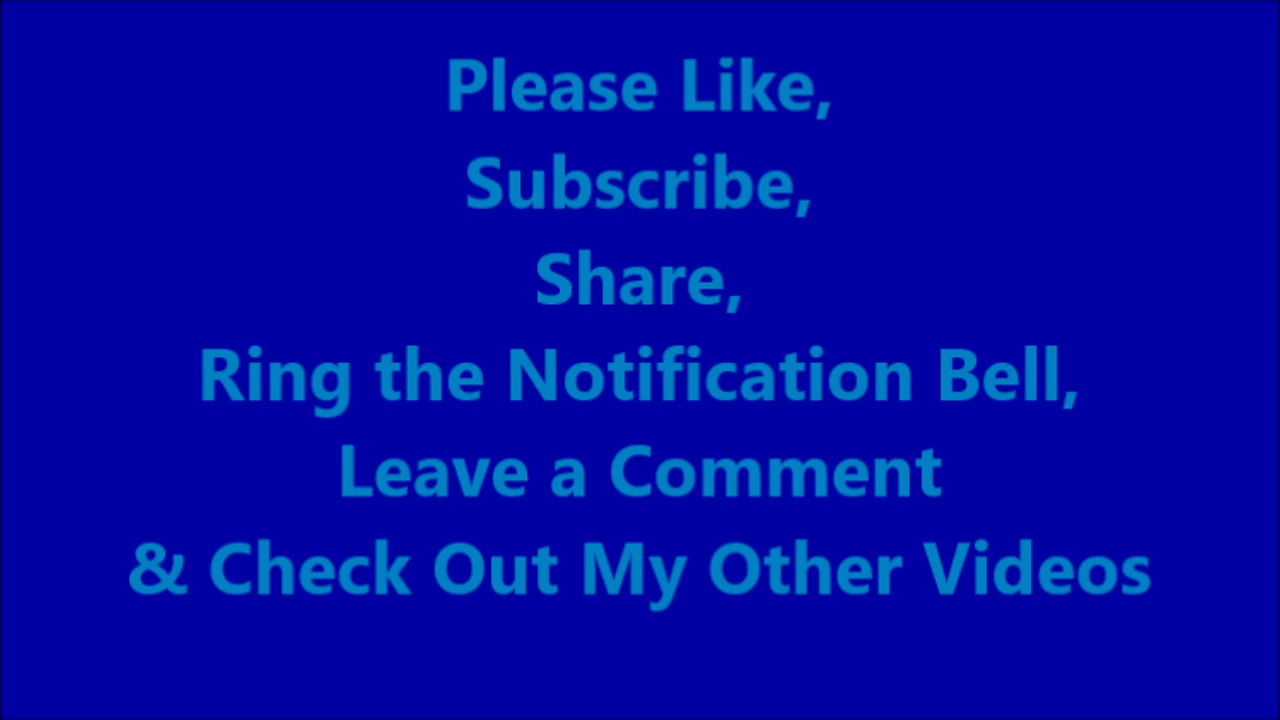 Please Like,
Subscribe,
Share,
Ring the Notification Bell,
Leave a Comment
& Check Out My Other Videos